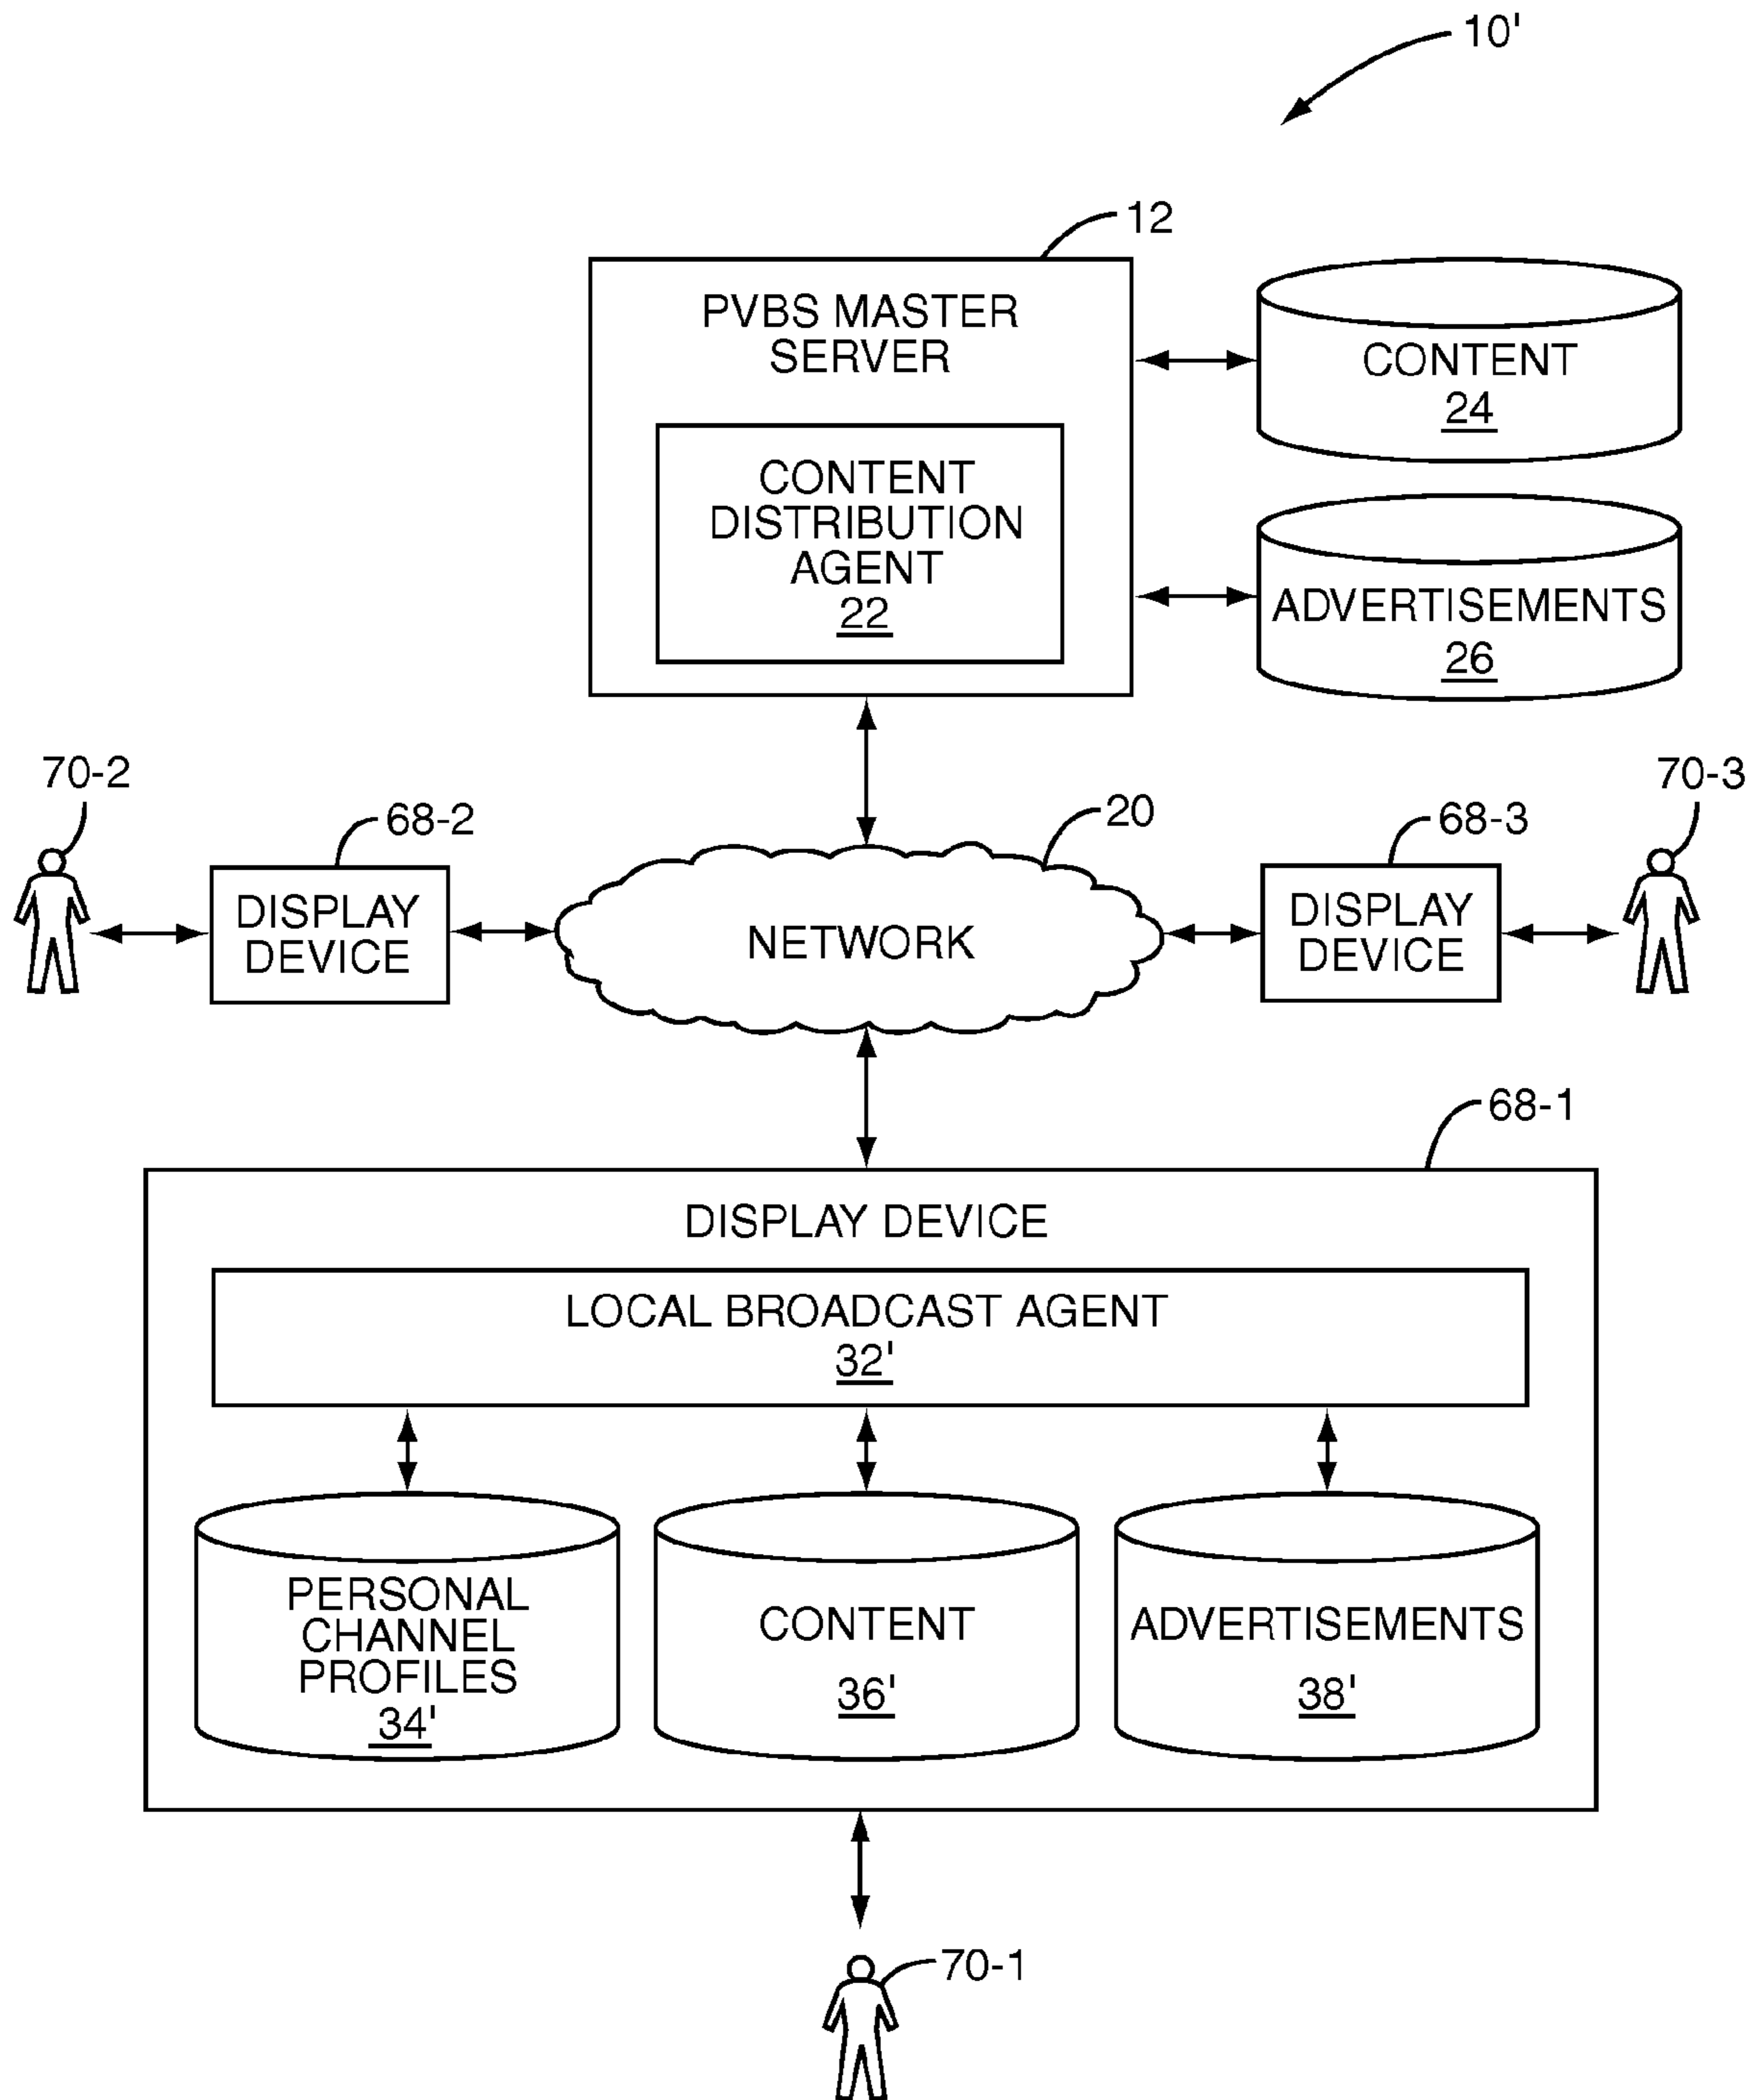 10'
12
PVBS MASTER
SERVER
CONTENT
DISTRIBUTION
AGENT
22
CONTENT
24
ADVERTISEMENTS
26
70-2
68-2
DISPLAY
DEVICE
20
NETWORK
68-3
DISPLAY
DEVICE
70-3
68-1
DISPLAY DEVICE
LOCAL BROADCAST AGENT
32'
PERSONAL
CHANNEL
PROFILES
34'
CONTENT
36'
ADVERTISEMENTS
38'
70-1